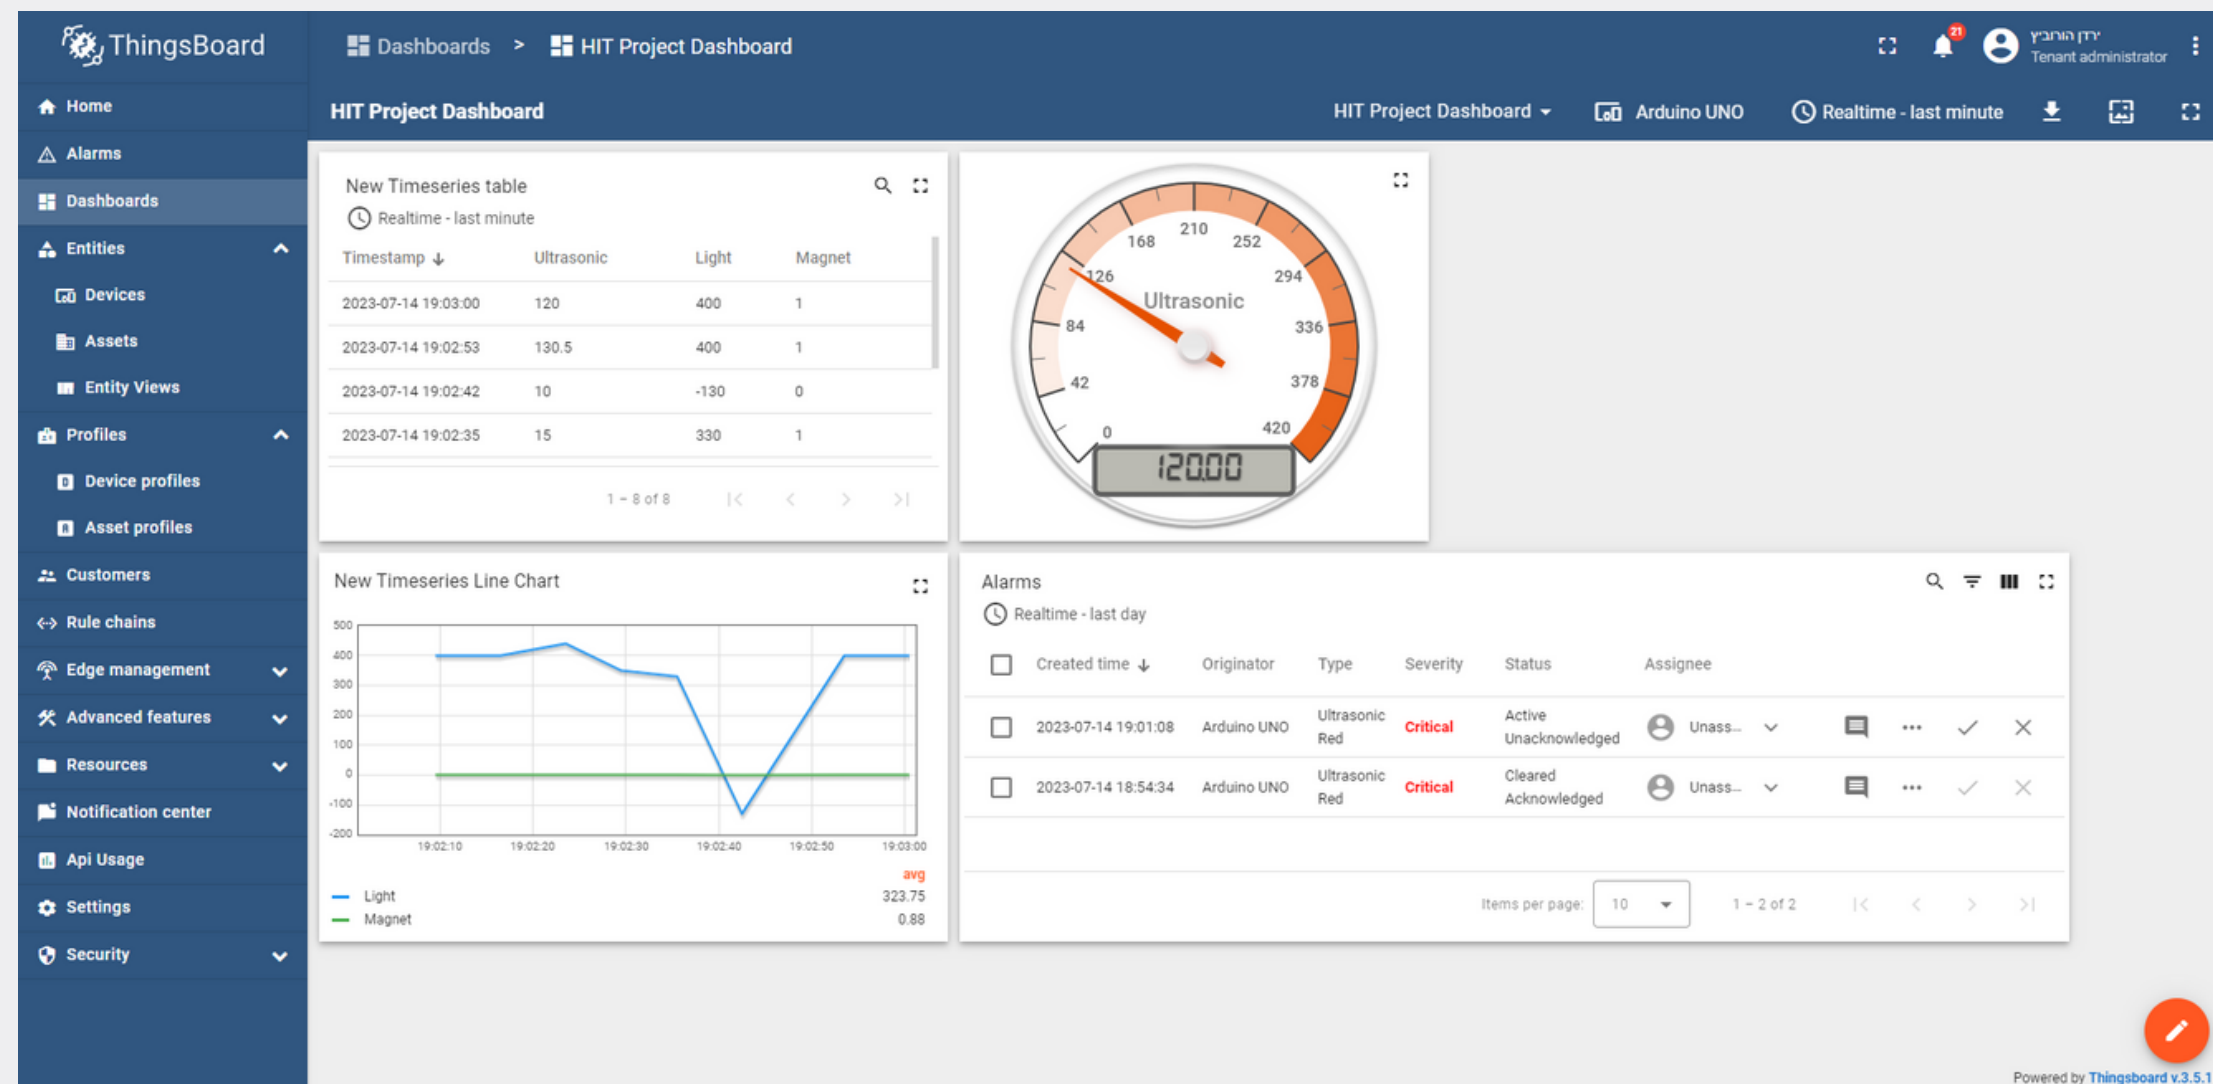 ThingsBoard
Dashboards > HIT Project Dashboard
21
ירדן הורוביץ
Tenant administrator
Home
Alarms
Dashboards
Entities
Devices
Assets
Entity Views
Profiles
Device profiles
Asset profiles
Customers
Rule chains
Edge management
Advanced features
Resources
Notification center
Api Usage
Settings
Security
HIT Project Dashboard
HIT Project Dashboard
Arduino UNO
Realtime - last minute
New Timeseries table
Realtime - last minute
Timestamp Ultrasonic Light Magnet
2023-07-14 19:03:00 120 400 1
2023-07-14 19:02:53 130.5 400 1
2023-07-14 19:02:42 10 -130 0
2023-07-14 19:02:35 15 330 1
1 – 8 of 8
0
42
84
126
168
210
252
294
336
378
420
Ultrasonic
120.00
New Timeseries Line Chart
500
400
300
200
100
0
-100
-200
19:02:10 19:02:20 19:02:30 19:02:40 19:02:50 19:03:00
avg
Light 323.75
Magnet 0.88
Alarms
Realtime - last day
Created time Originator Type Severity Status Assignee
2023-07-14 19:01:08 Arduino UNO Ultrasonic Red Critical Active Unacknowledged Unass...
2023-07-14 18:54:34 Arduino UNO Ultrasonic Red Critical Cleared Acknowledged Unass...
Items per page: 10 1 – 2 of 2
Powered by Thingsboard v.3.5.1